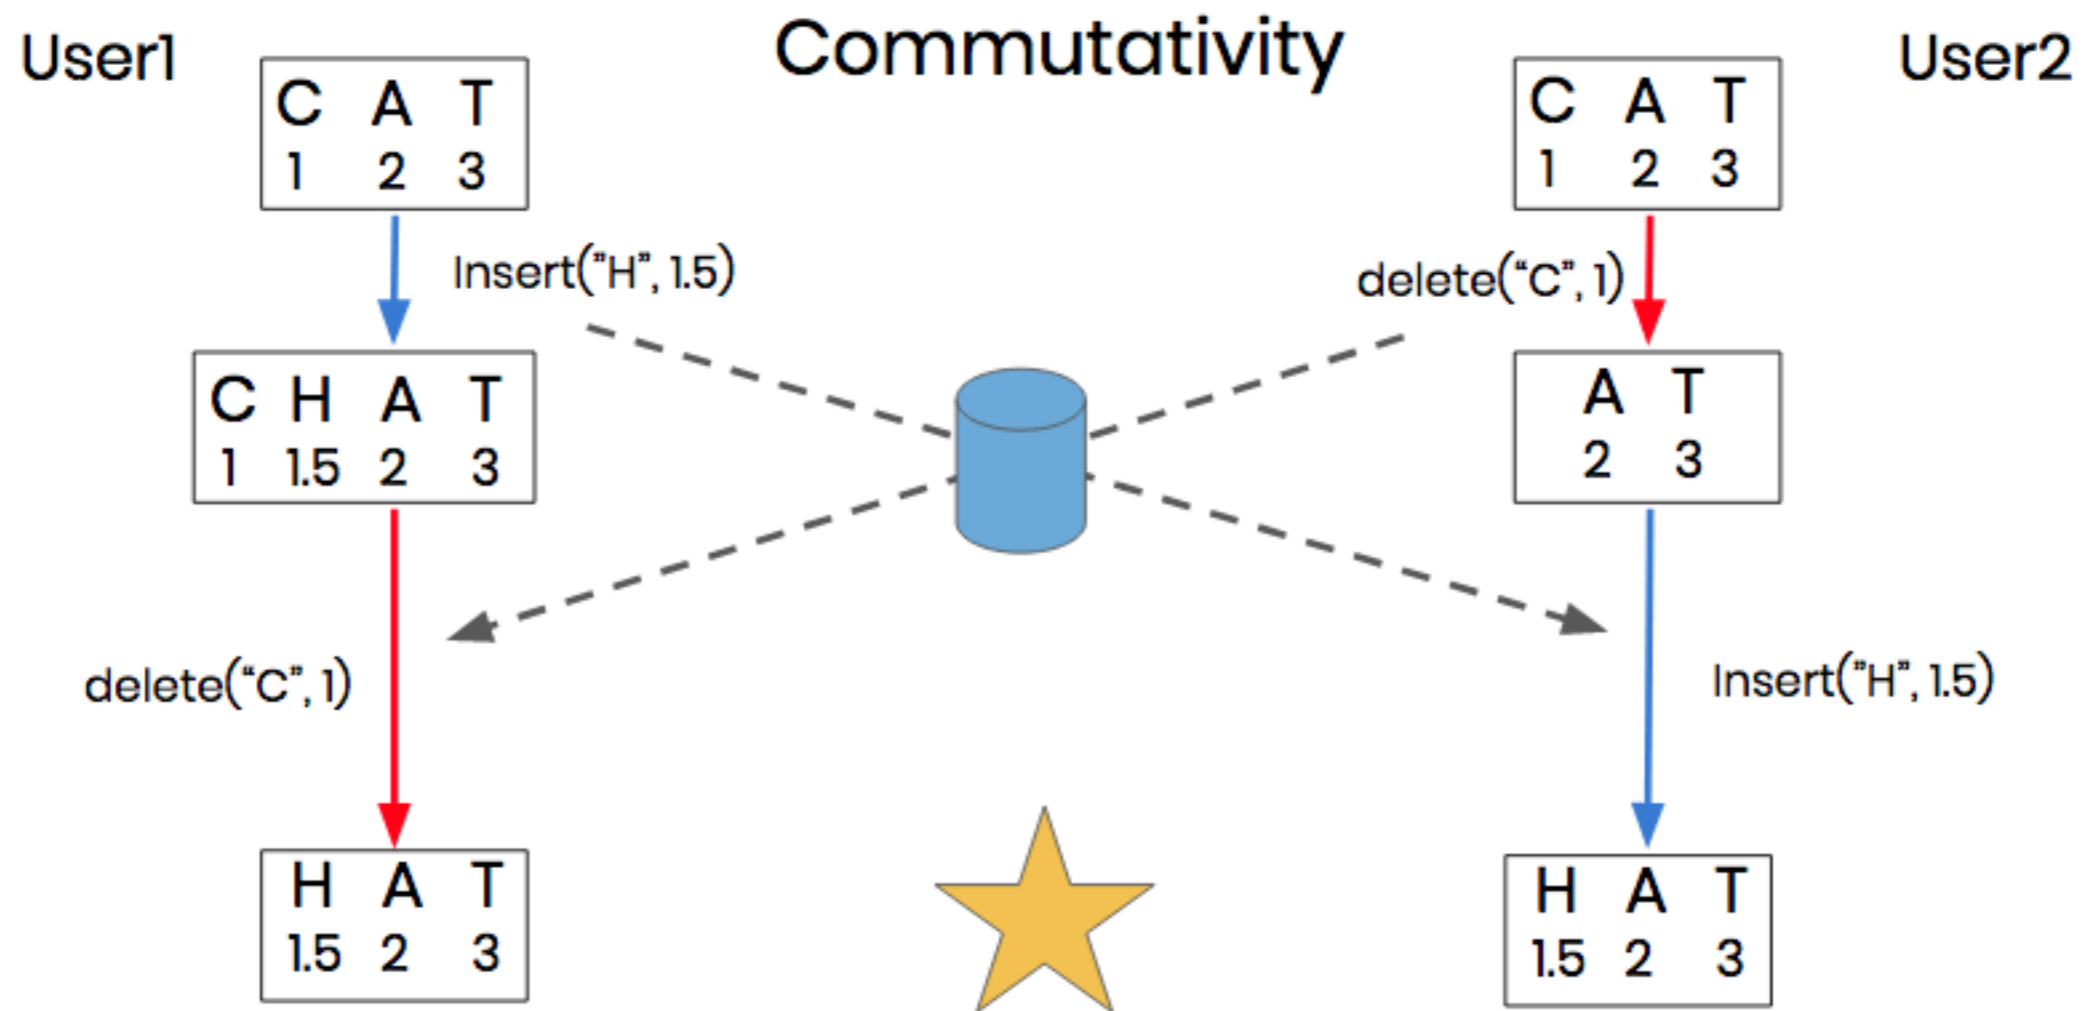 User1
Commutativity
User2
C A T
1 2 3
C A T
1 2 3
Insert(”H”, 1.5)
delete(“C”, 1)
C H A T
1 1.5 2 3
A T
2 3
delete(“C”, 1)
Insert(”H”, 1.5)
H A T
1.5 2 3
H A T
1.5 2 3